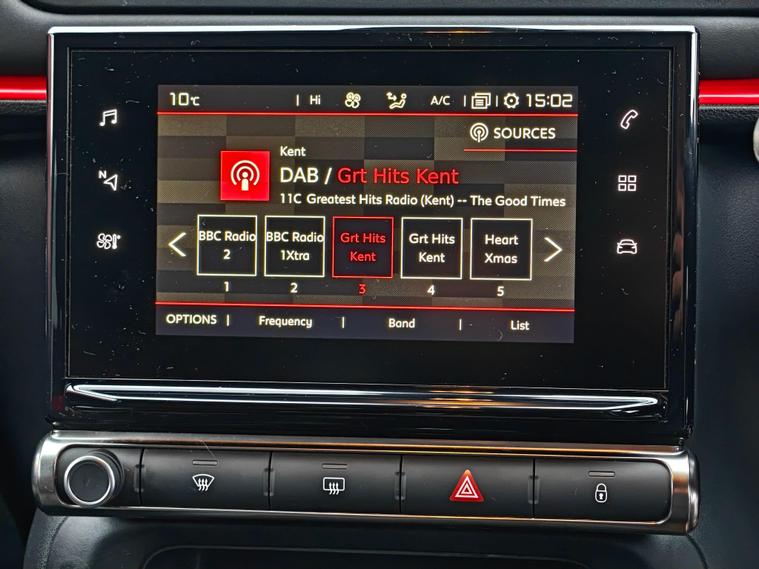 10°C | Hi A/C | | 15:02
SOURCES
Kent
DAB / Grt Hits Kent
11C Greatest Hits Radio (Kent) -- The Good Times
BBC Radio 2
BBC Radio 1Xtra
Grt Hits Kent
Grt Hits Kent
Heart Xmas
1 2 3 4 5
OPTIONS | Frequency | Band | List
N